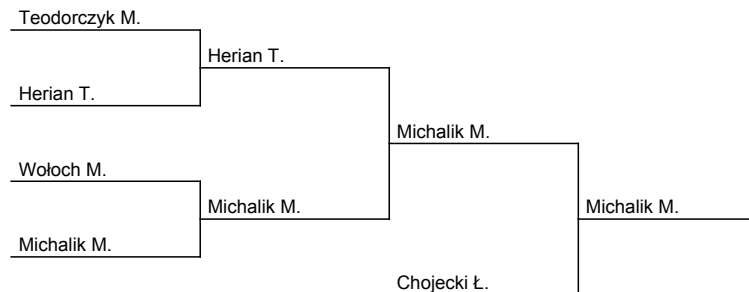 Teodorczyk M.
Herian T.
Herian T.
Michalik M.
Wołoch M.
Michalik M.
Michalik M.
Michalik M.
Chojecki Ł.